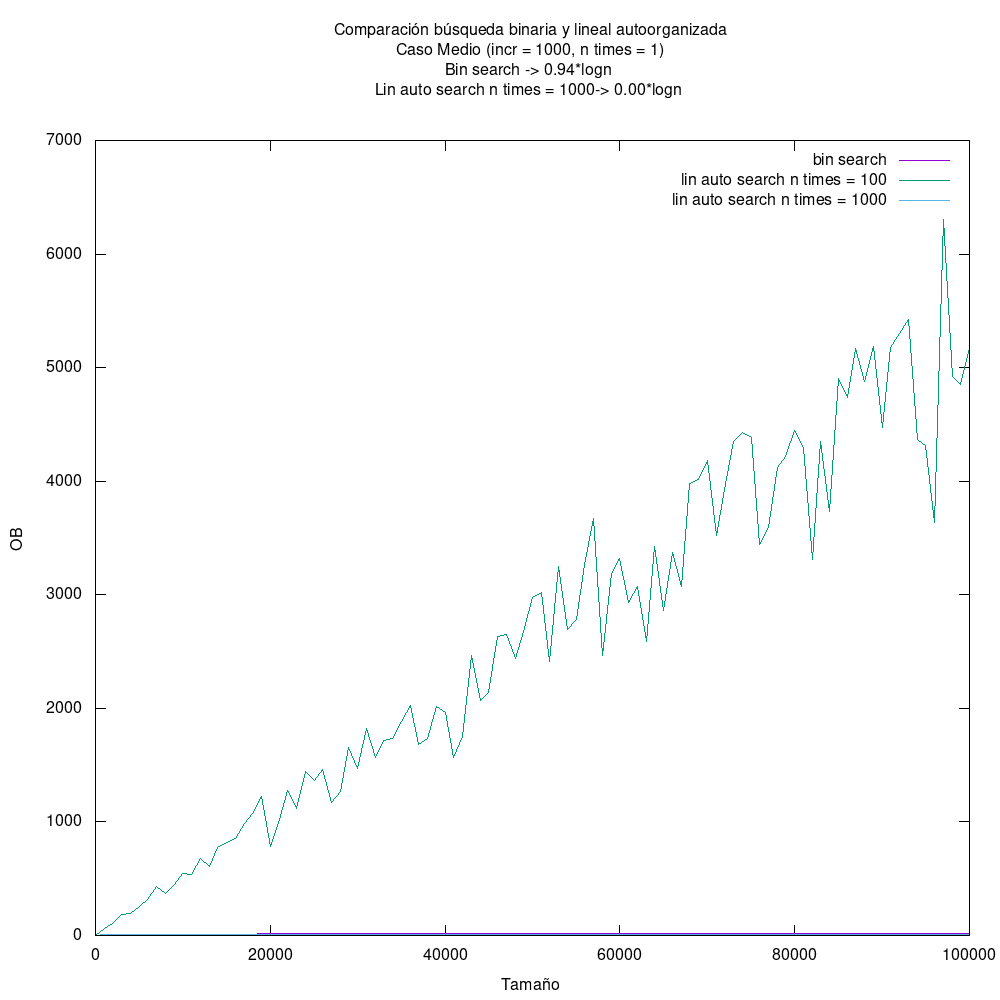 Comparación búsqueda binaria y lineal autoorganizada
Caso Medio (incr = 1000, n times = 1)
Bin search -> 0.94*logn
Lin auto search n times = 1000-> 0.00*logn
7000
6000
5000
4000
3000
2000
1000
0
OB
bin search
lin auto search n times = 100
lin auto search n times = 1000
0 20000 40000 60000 80000 100000
Tamaño